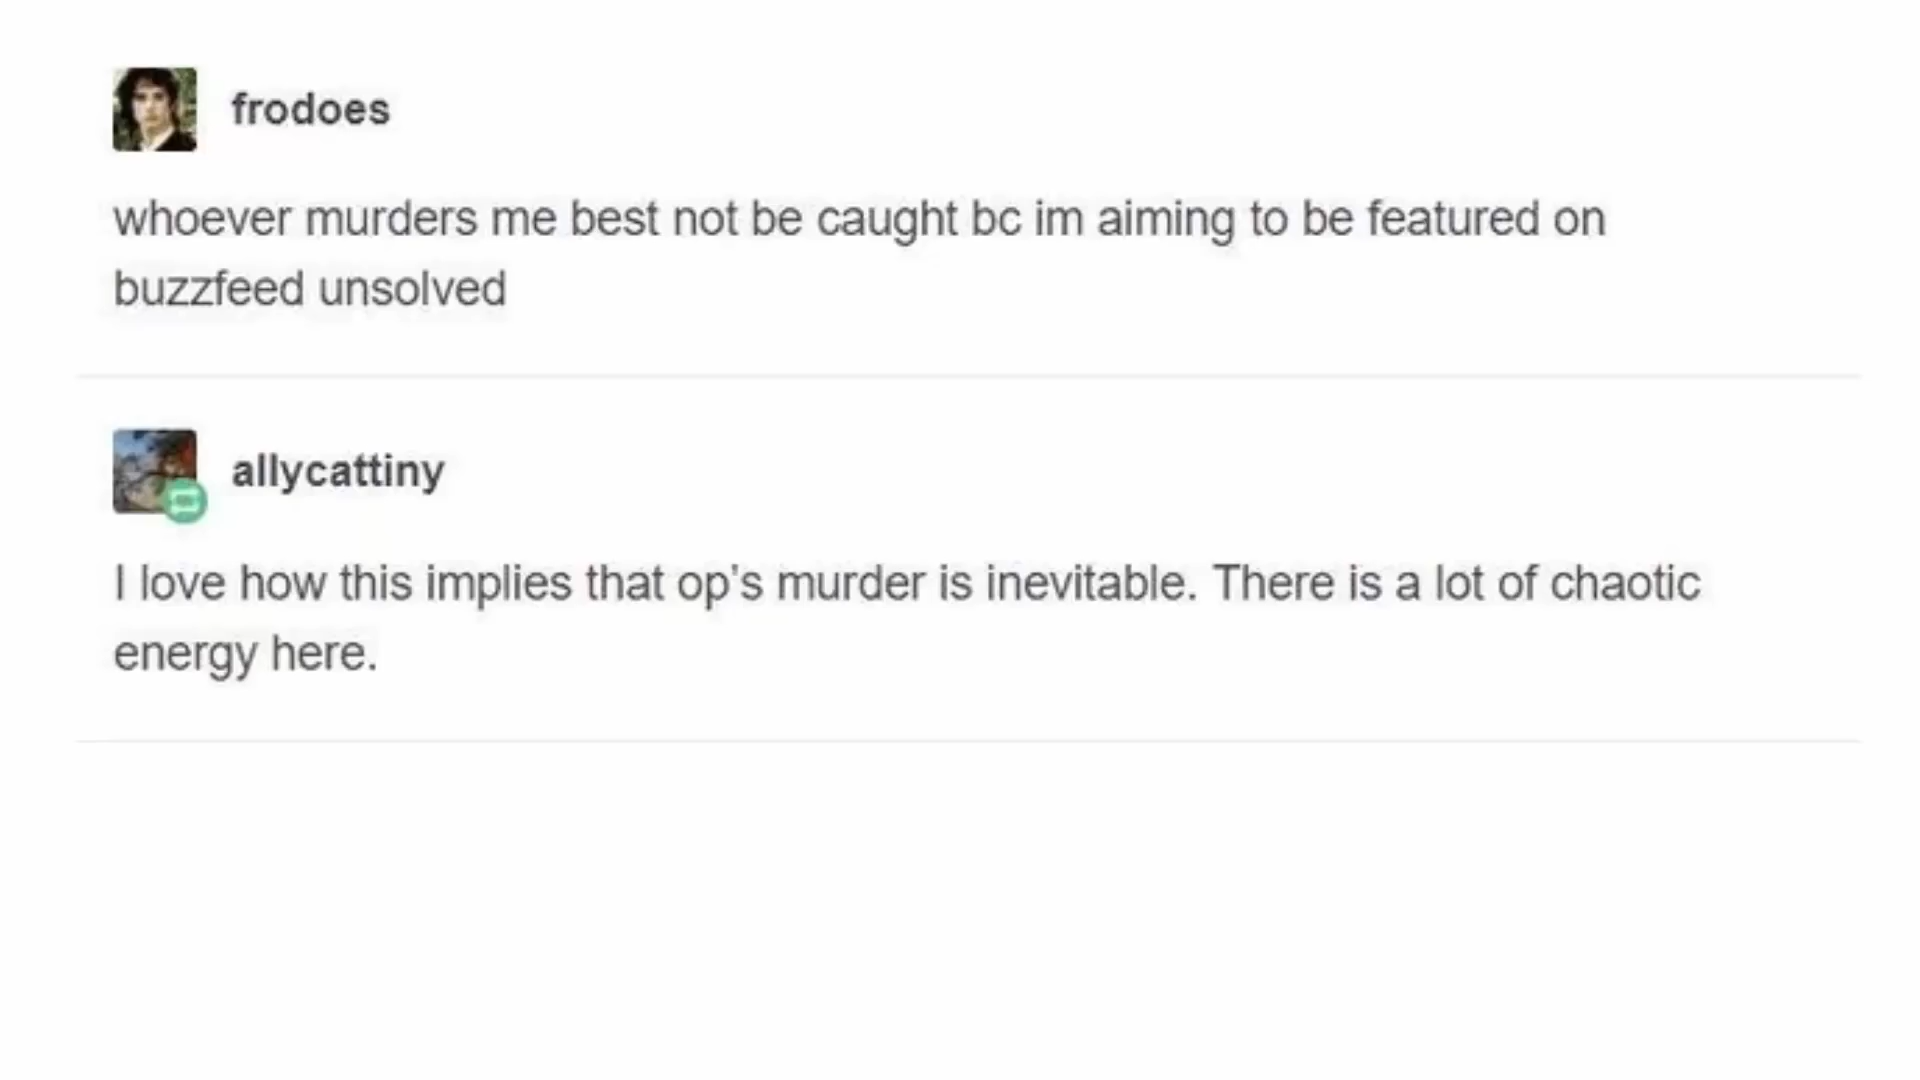 frodoes
whoever murders me best not be caught bc im aiming to be featured on
buzzfeed unsolved
allycattiny
I love how this implies that op's murder is inevitable. There is a lot of chaotic
energy here.